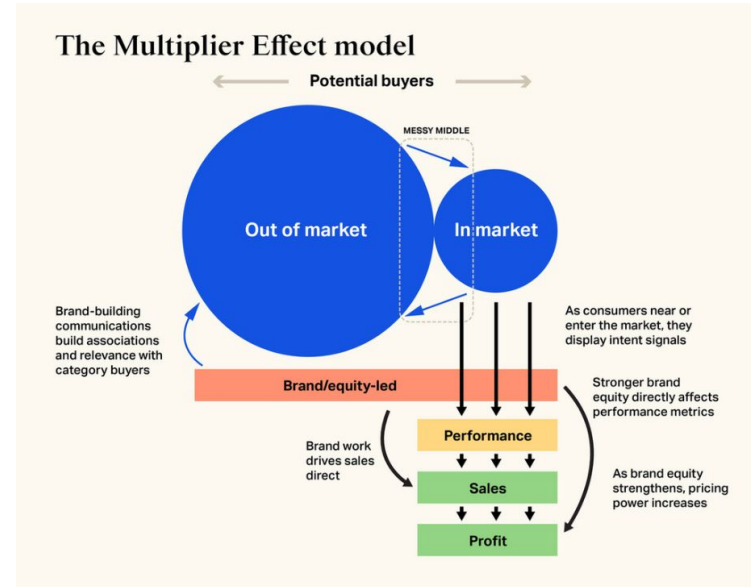 The Multiplier Effect model
Potential buyers
MESSY MIDDLE
Out of market
In market
Brand-building
communications
build associations
and relevance with
category buyers
As consumers near or
enter the market, they
display intent signals
Brand/equity-led
Stronger brand
equity directly affects
performance metrics
Performance
Brand work
drives sales
direct
Sales
As brand equity
strengthens, pricing
power increases
Profit